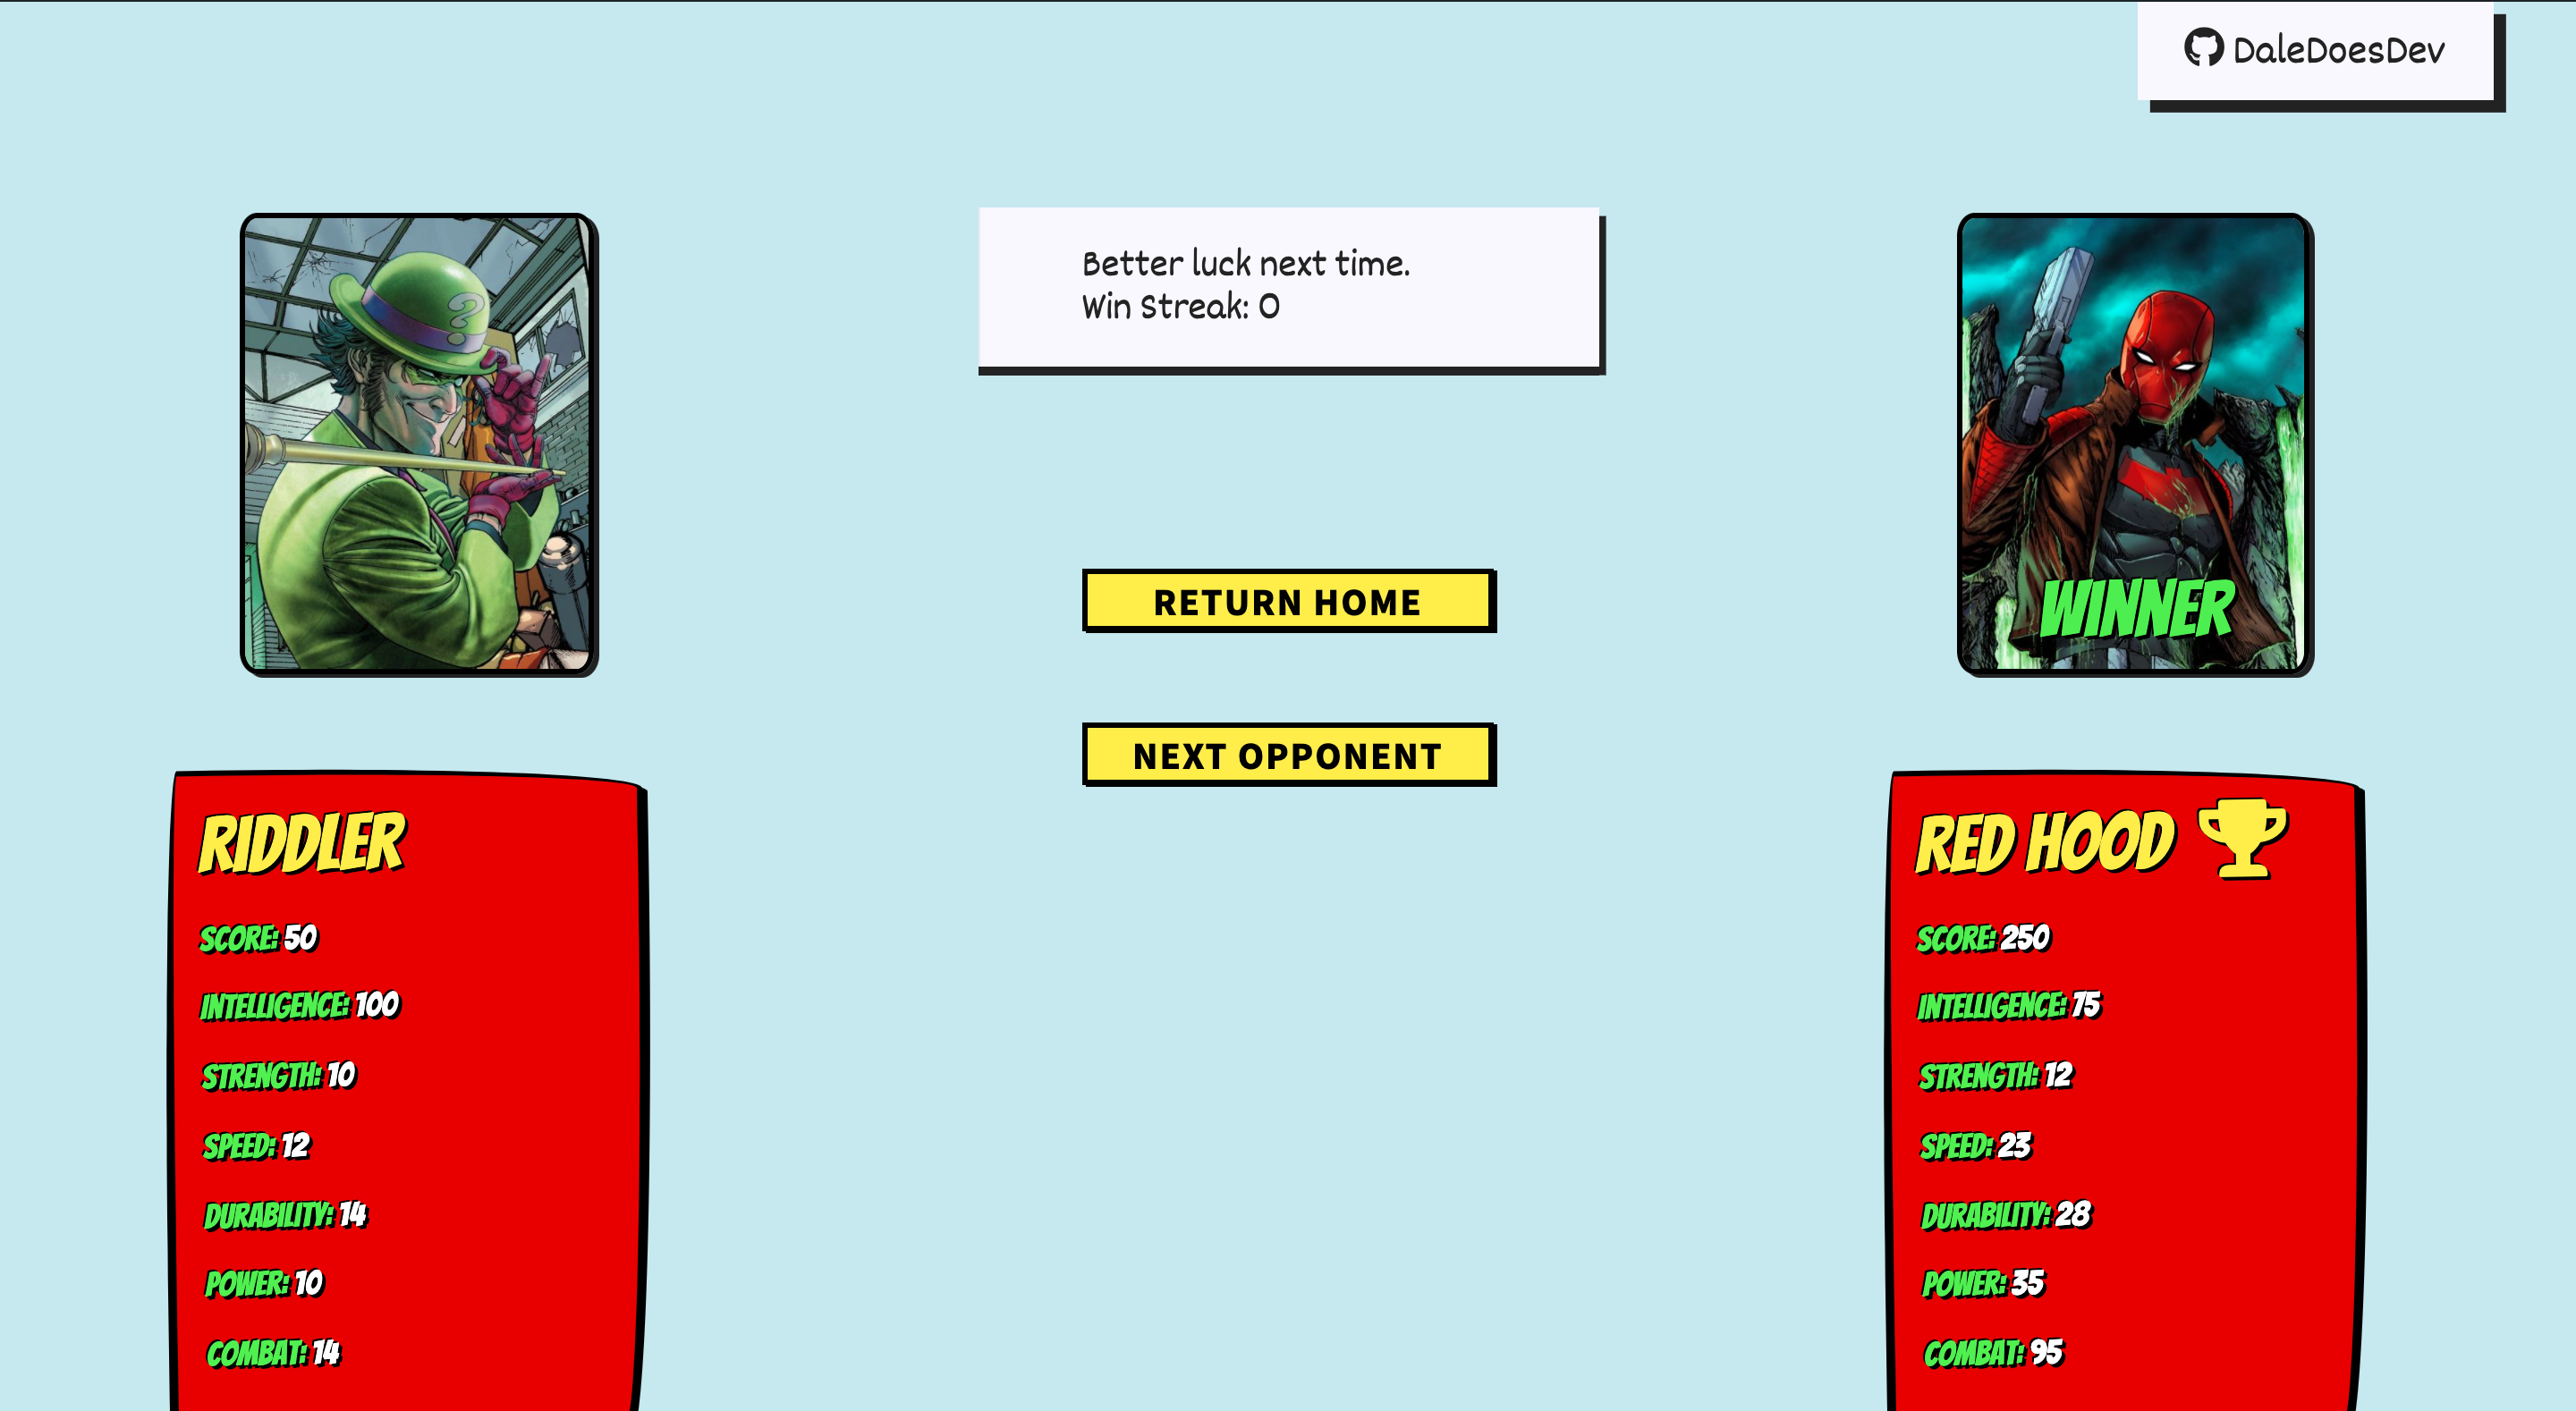 DaleDoesDev
Better luck next time.
Win Streak: 0
RETURN HOME
NEXT OPPONENT
?
WINNER
RIDDLER
SCORE: 50
INTELLIGENCE: 100
STRENGTH: 10
SPEED: 12
DURABILITY: 14
POWER: 10
COMBAT: 14
RED HOOD
SCORE: 250
INTELLIGENCE: 75
STRENGTH: 12
SPEED: 23
DURABILITY: 28
POWER: 35
COMBAT: 95